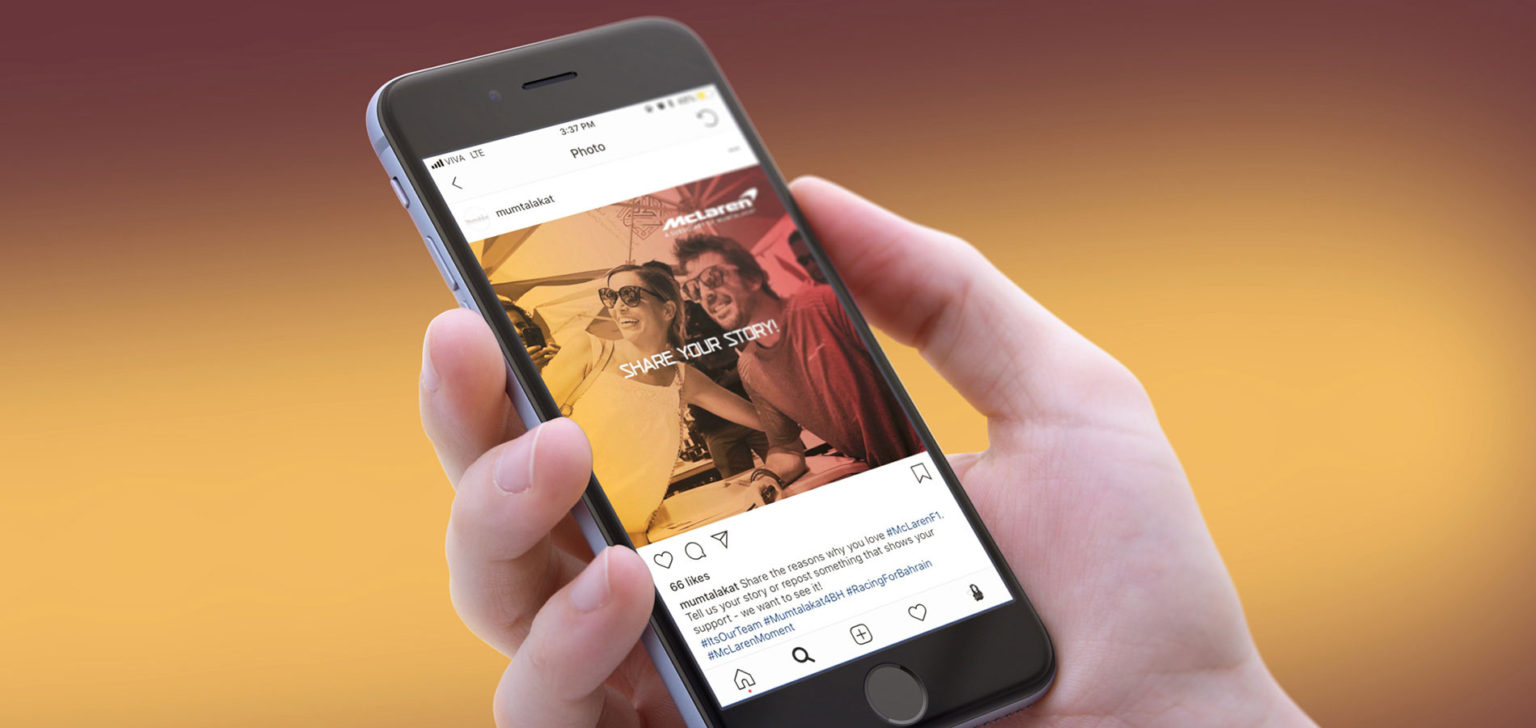 VIVA LTE
3:37 PM
Photo
mumtalakat
McLaren
SHARE YOUR STORY!
66 likes
mumtalakat Share the reasons why you love #McLarenF1.
Tell us your story or repost something that shows your
support - we want to see it!
#ItsOurTeam #Mumtalakat4BH #RacingForBahrain
#McLarenMoment